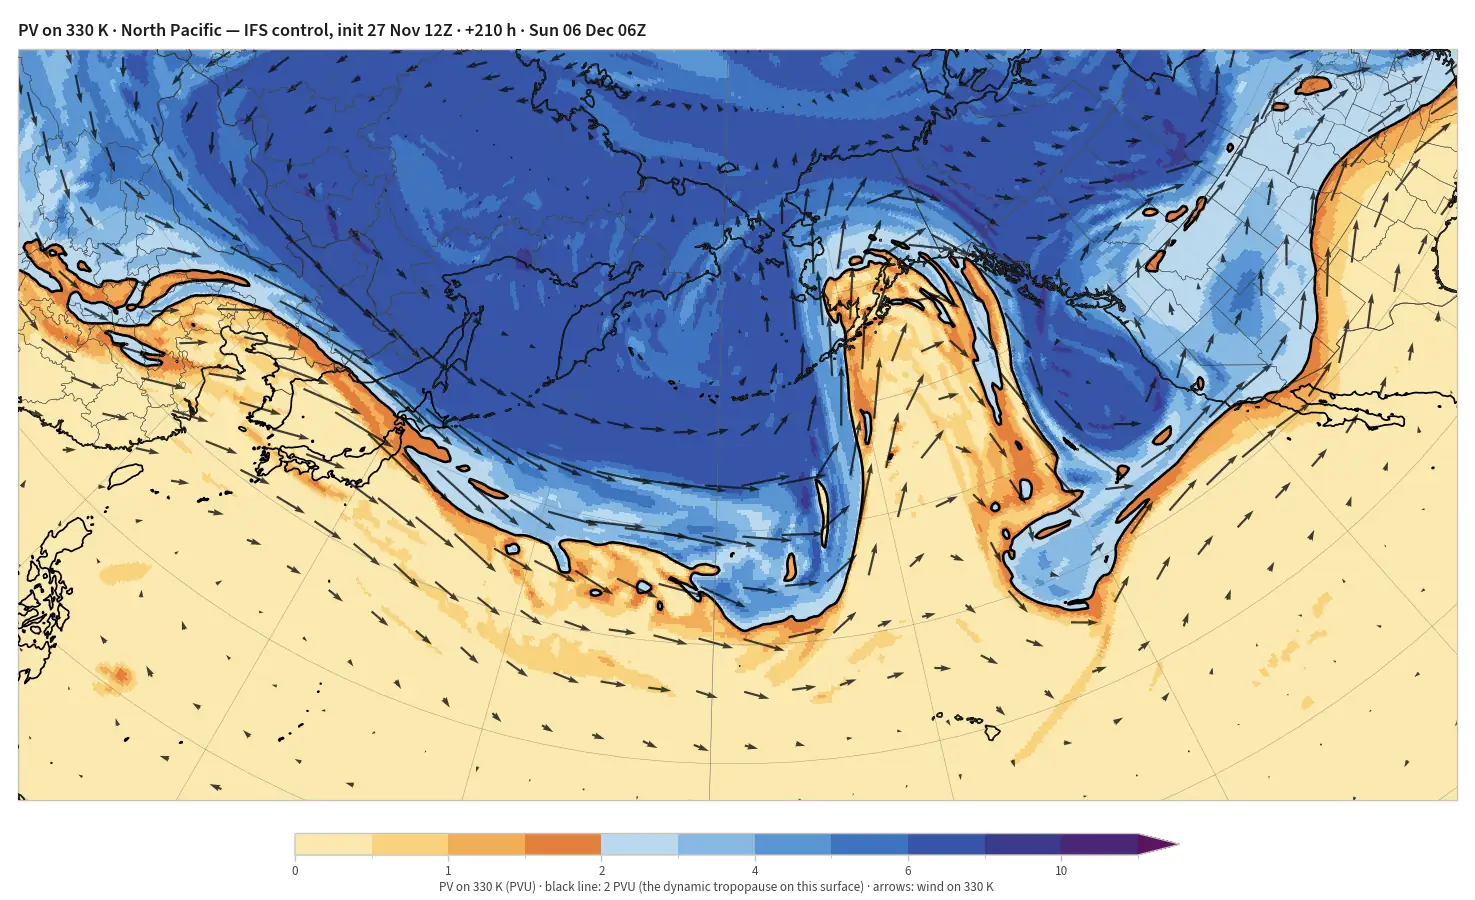 PV on 330 K · North Pacific — IFS control, init 27 Nov 12Z · +210 h · Sun 06 Dec 06Z
0 1 2 4 6 10
PV on 330 K (PVU) · black line: 2 PVU (the dynamic tropopause on this surface) · arrows: wind on 330 K